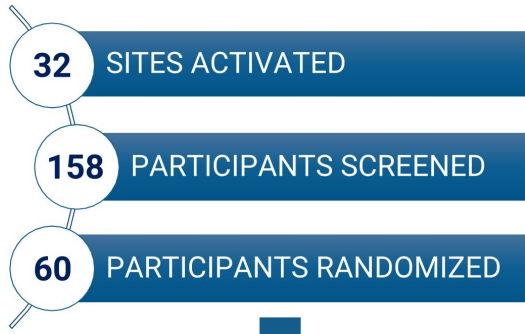 32 SITES ACTIVATED
158 PARTICIPANTS SCREENED
60 PARTICIPANTS RANDOMIZED